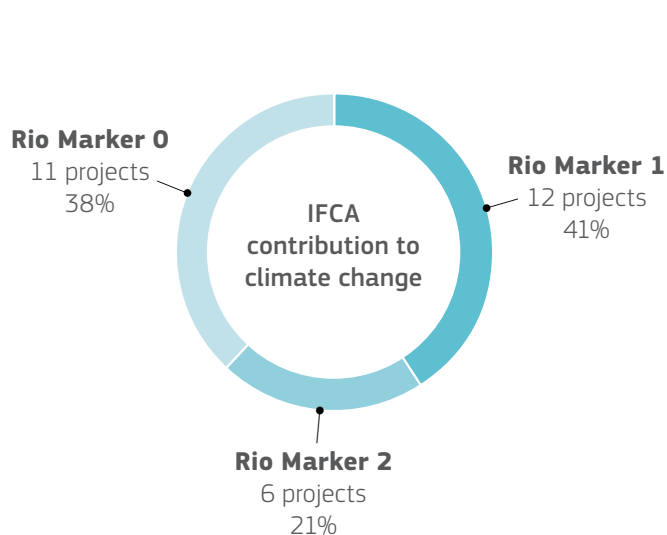 Rio Marker 0
11 projects
38%
IFCA
contribution to
climate change
Rio Marker 1
12 projects
41%
Rio Marker 2
6 projects
21%